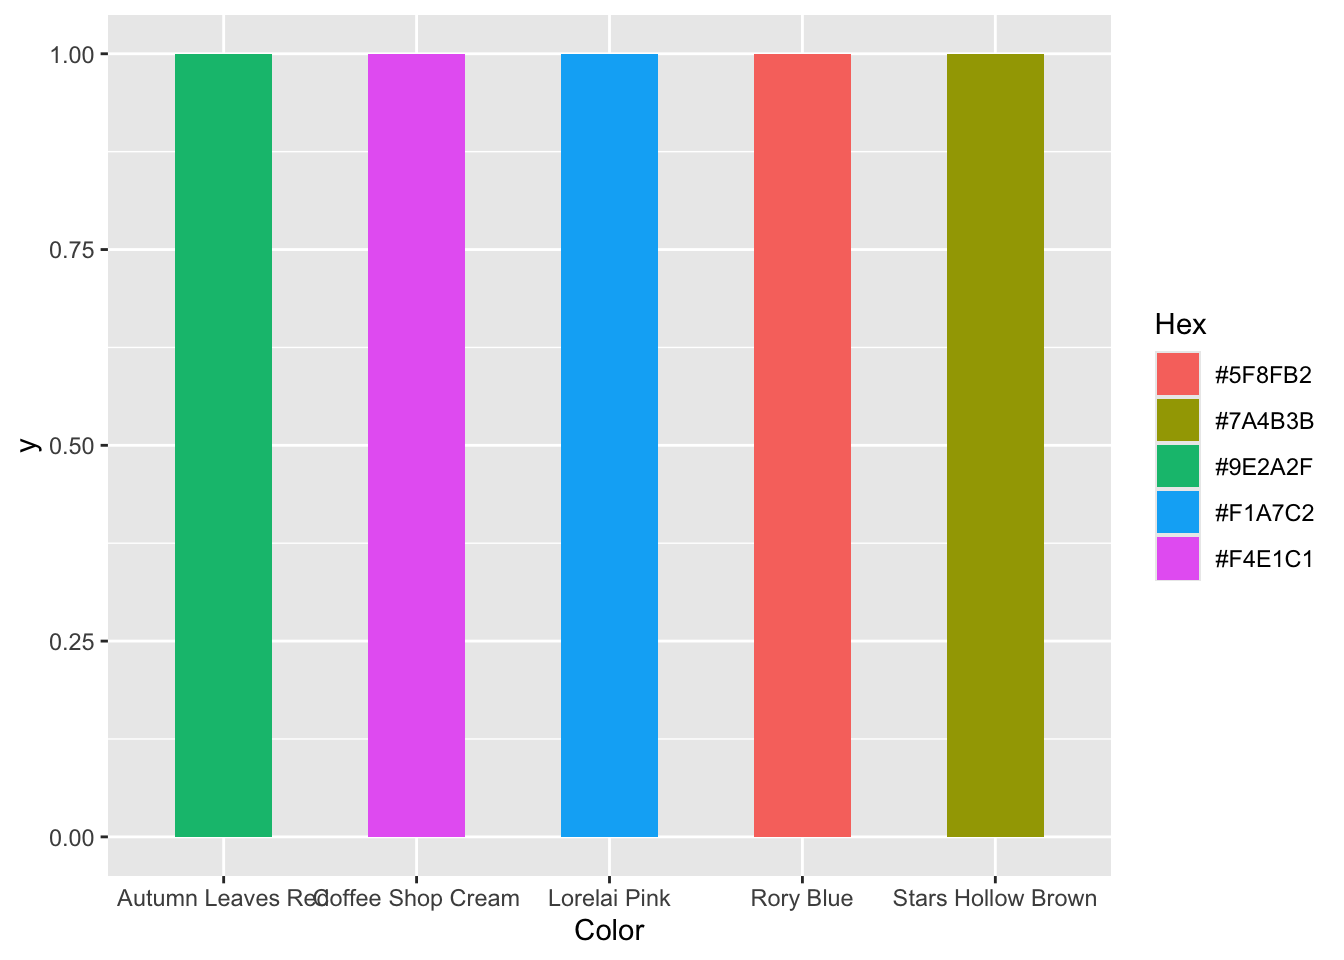 1.00
0.75
0.50
0.25
0.00
y
Autumn Leaves Red
Coffee Shop Cream
Lorelai Pink
Rory Blue
Stars Hollow Brown
Color
Hex
#5F8FB2
#7A4B3B
#9E2A2F
#F1A7C2
#F4E1C1